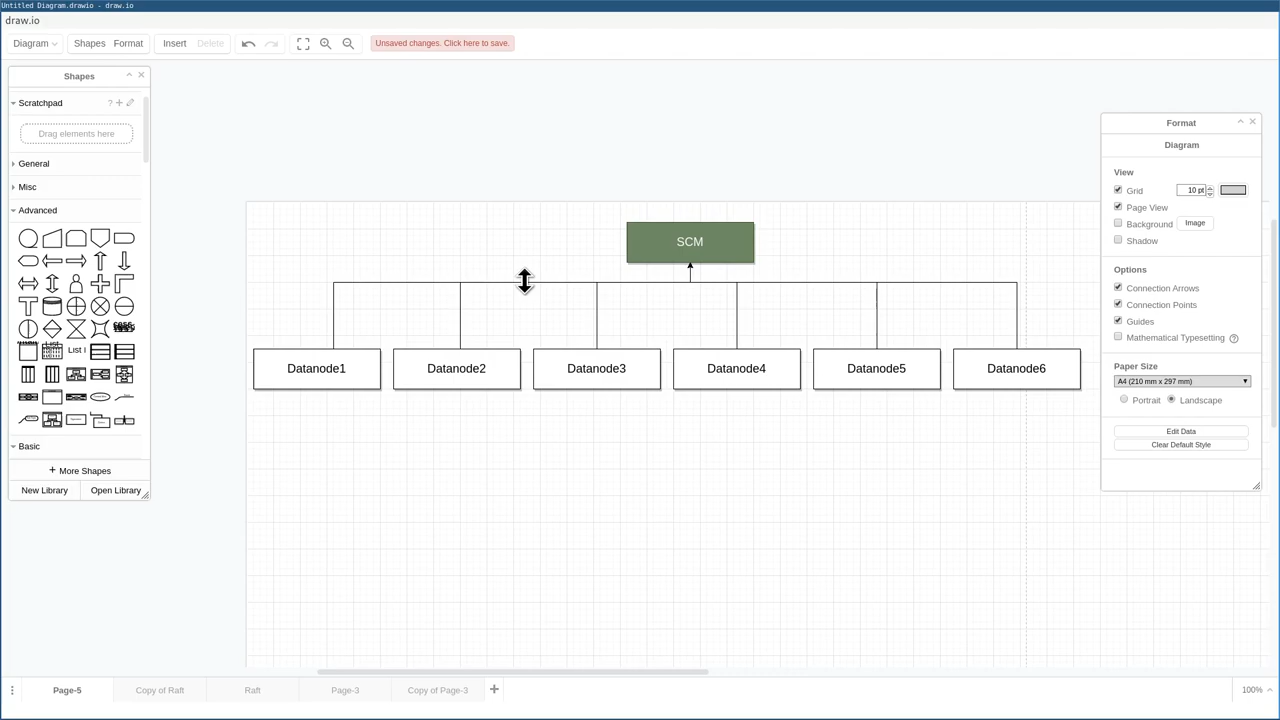 Untitled Diagram.drawio - draw.io
draw.io
Diagram Shapes Format Insert Delete Unsaved changes. Click here to save.
Shapes
Scratchpad ?
Drag elements here
General
Misc
Advanced
List
List I
Basic
+ More Shapes
New Library Open Library
SCM
Datanode1 Datanode2 Datanode3 Datanode4 Datanode5 Datanode6
Format
Diagram
View
Grid 10 pt
Page View
Background Image
Shadow
Options
Connection Arrows
Connection Points
Guides
Mathematical Typesetting ?
Paper Size
A4 (210 mm x 297 mm)
Portrait Landscape
Edit Data
Clear Default Style
Page-5 Copy of Raft Raft Page-3 Copy of Page-3 100%